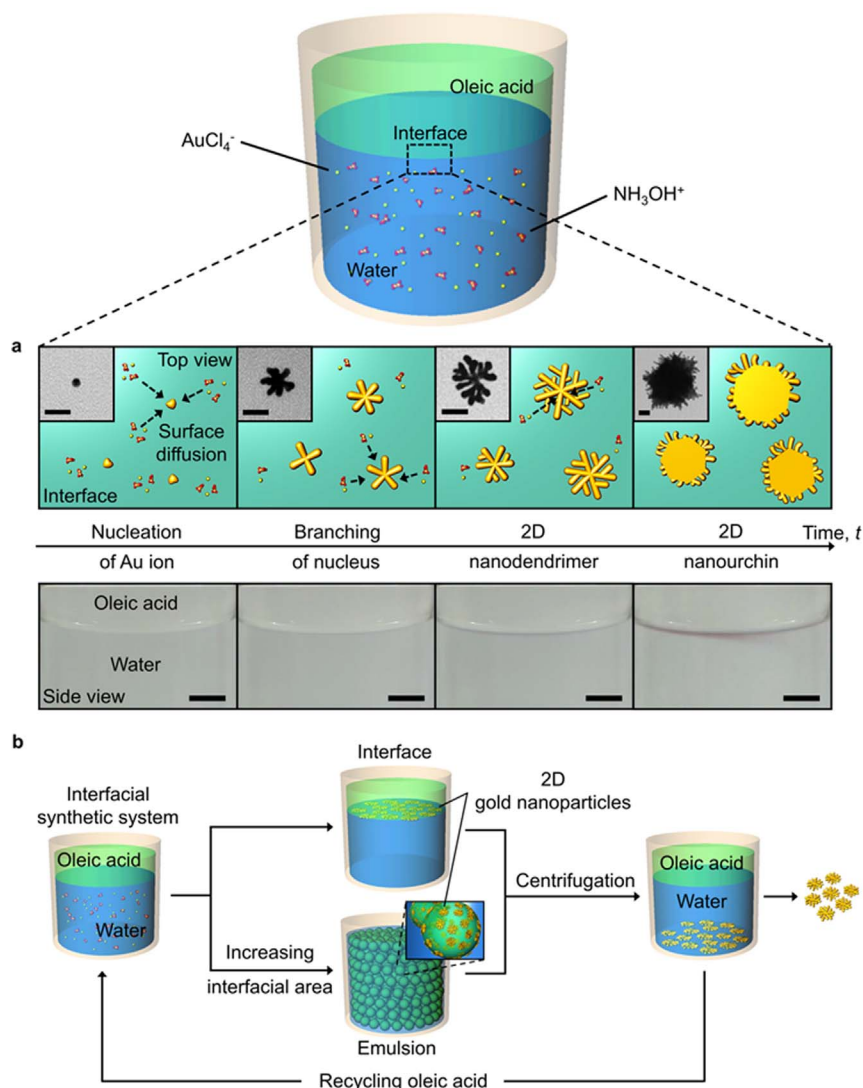 Oleic acid
Interface
AuCl₄⁻
NH₃OH⁺
Water
a
Top view
Surface
diffusion
Interface
Nucleation
of Au ion
Branching
of nucleus
2D
nanodendrimer
2D
nanourchin
Time, t
Oleic acid
Water
Side view
b
Interface
2D
gold nanoparticles
Interfacial
synthetic system
Oleic acid
Water
Increasing
interfacial area
Emulsion
Centrifugation
Oleic acid
Water
Recycling oleic acid